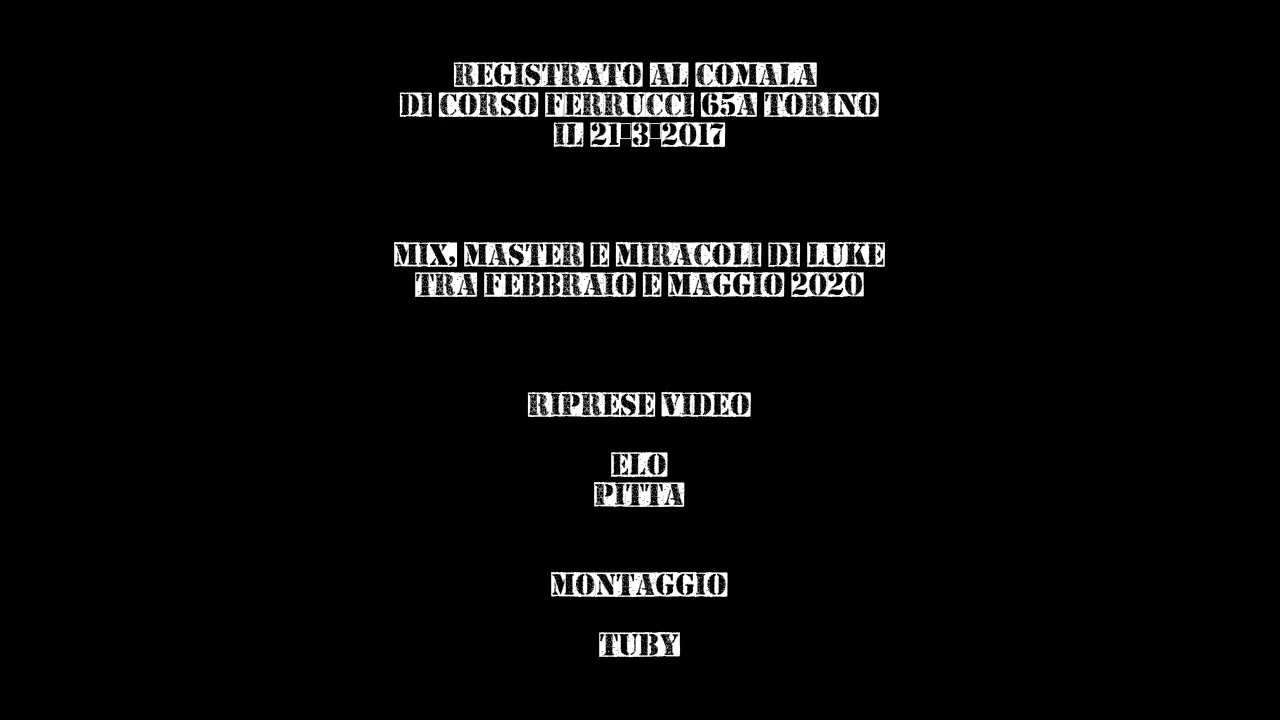 REGISTRATO AL COMALA
DI CORSO FERRUCCI 65A TORINO
IL 21-3-2017
MIX, MASTER E MIRACOLI DI LUKE
TRA FEBBRAIO E MAGGIO 2020
RIPRESE VIDEO
ELO
PITTA
MONTAGGIO
TUBY